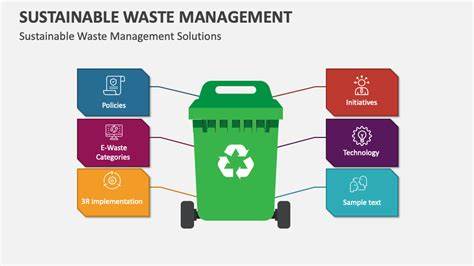 SUSTAINABLE WASTE MANAGEMENT
Sustainable Waste Management Solutions
Policies
E-Waste
Categories
3R Implementation
Initiatives
Technology
Sample text